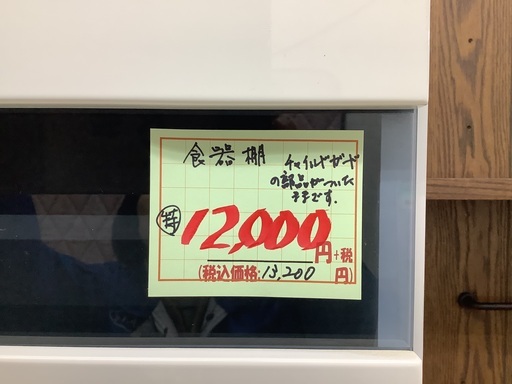 食器棚
チャイルドガード
の部品がついた
ままです。
特 12,000円+税
(税込価格:13,200円)